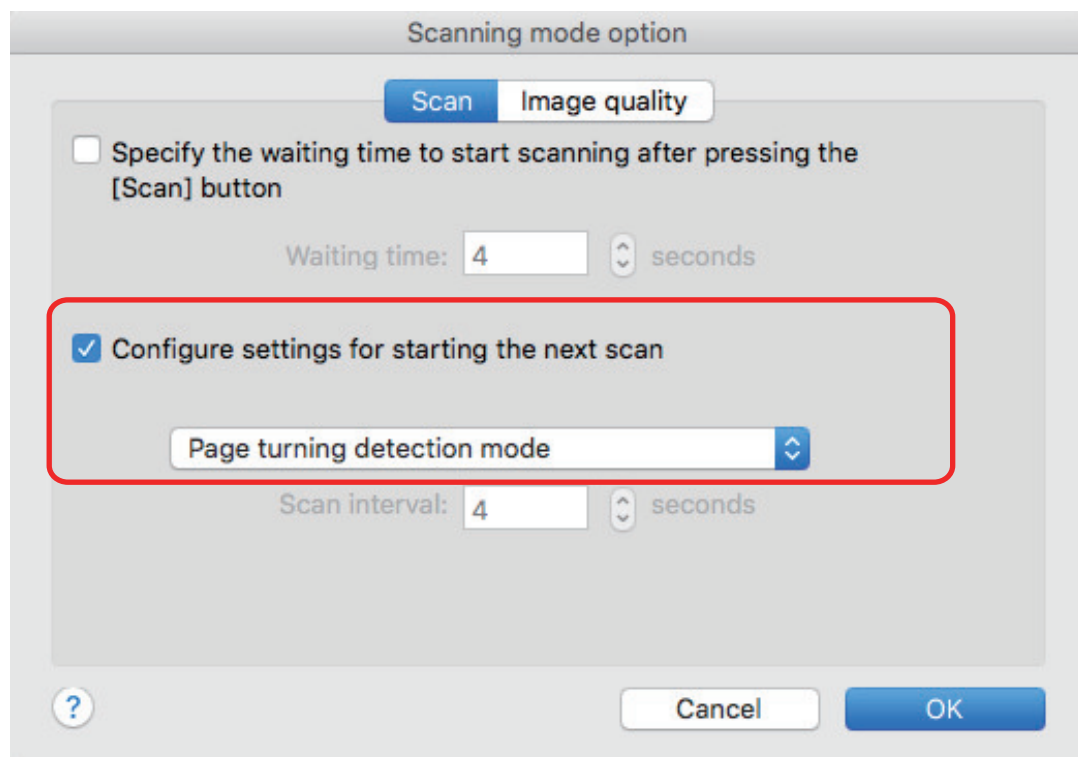 Scanning mode option
Scan Image quality
Specify the waiting time to start scanning after pressing the
[Scan] button
Waiting time: 4 seconds
Configure settings for starting the next scan
Page turning detection mode
Scan interval: 4 seconds
? Cancel OK